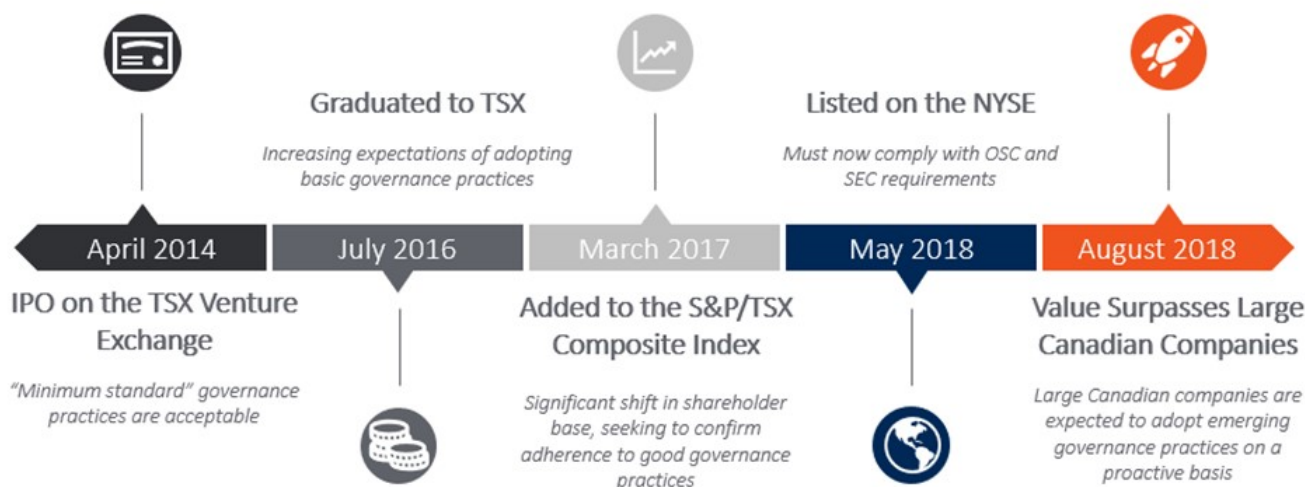 Graduated to TSX
Increasing expectations of adopting
basic governance practices
Listed on the NYSE
Must now comply with OSC and
SEC requirements
April 2014
July 2016
March 2017
May 2018
August 2018
IPO on the TSX Venture
Exchange
"Minimum standard" governance
practices are acceptable
Added to the S&P/TSX
Composite Index
Significant shift in shareholder
base, seeking to confirm
adherence to good governance
practices
Value Surpasses Large
Canadian Companies
Large Canadian companies are
expected to adopt emerging
governance practices on a
proactive basis